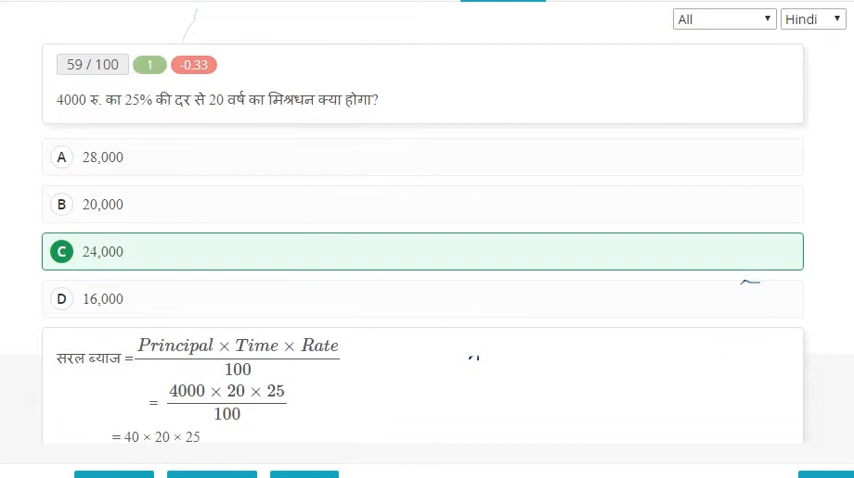 All
Hindi
59 / 100 1 -0.33
4000 रु. का 25% की दर से 20 वर्ष का मिश्रधन क्या होगा?
A 28,000
B 20,000
C 24,000
D 16,000
सरल ब्याज = Principal × Time × Rate / 100
= 4000 × 20 × 25 / 100
= 40 × 20 × 25